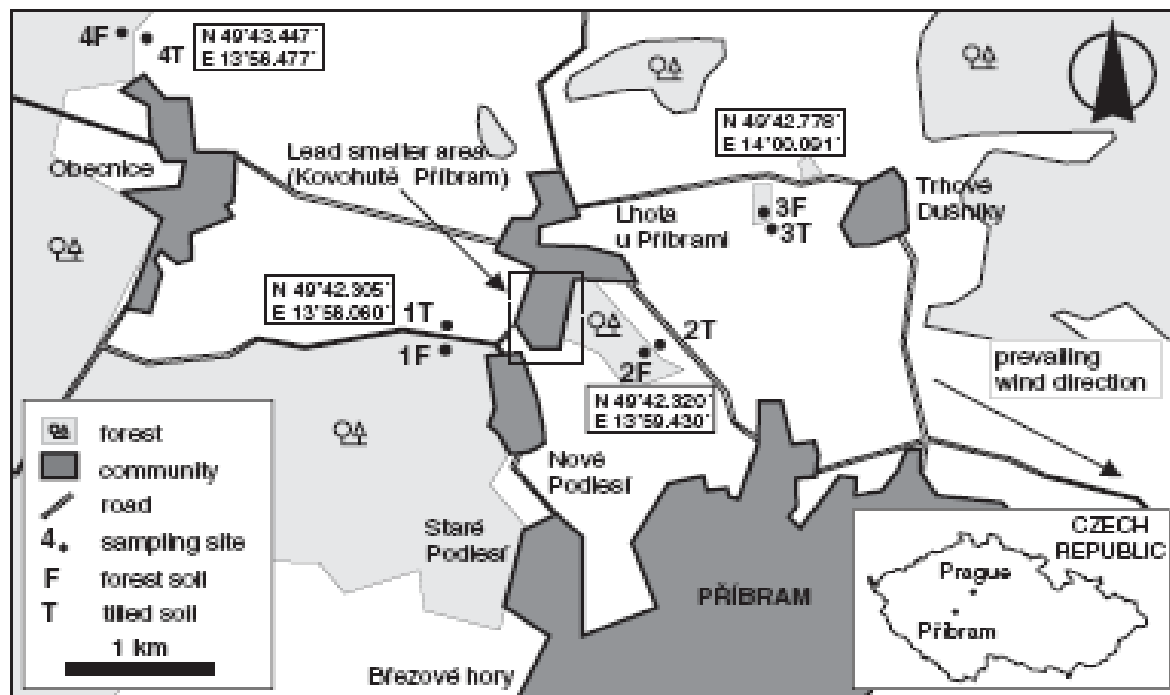 4F
4T
N 49°43.447'
E 13°56.477'
Obecnice
Lead smelter area
(Kovohutě Příbram)
N 49°42.778'
E 14°00.091'
Lhota
u Příbrami
3F
3T
Trhové
Dušníky
N 49°42.305'
E 13°58.060'
1T
1F
2T
2F
N 49°42.320'
E 13°59.430'
prevailing
wind direction
forest
community
road
4. sampling site
F forest soil
T tilled soil
1 km
Nové
Podlesí
Staré
Podlesí
Březové hory
PŘÍBRAM
CZECH
REPUBLIC
Prague
Příbram